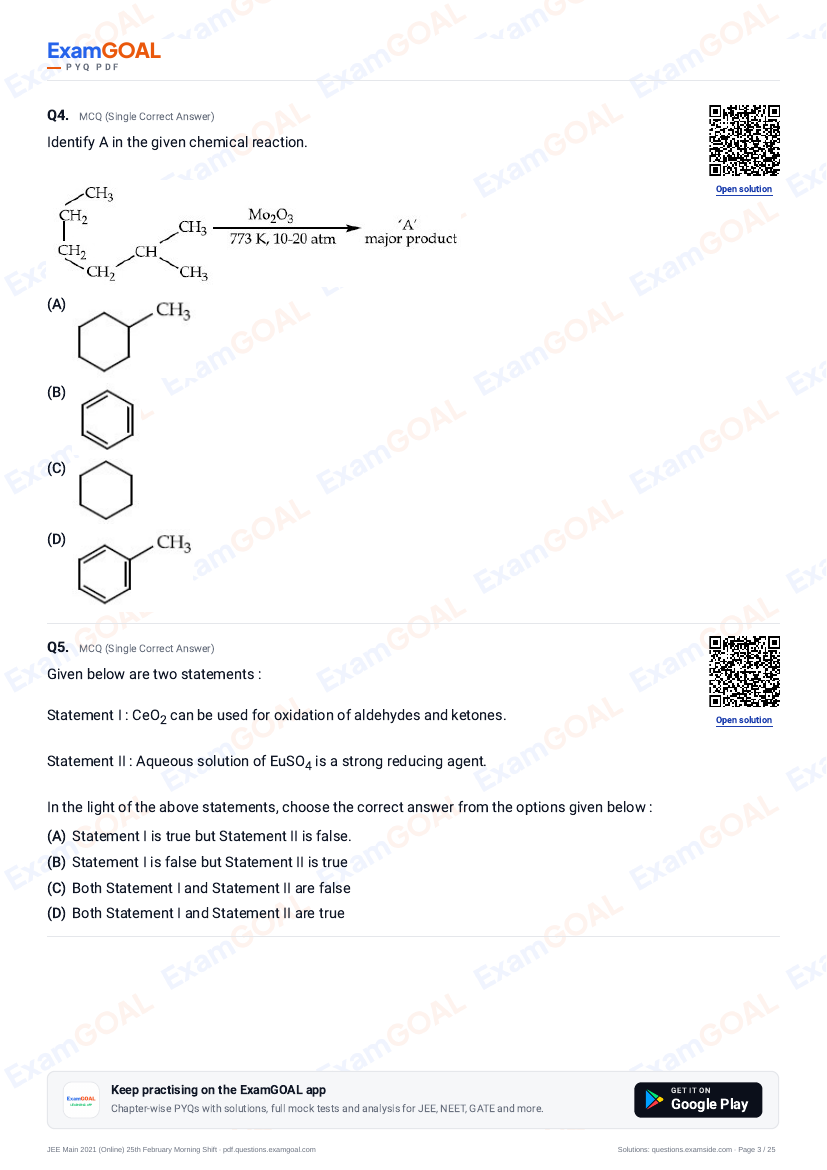 ExamGOAL
PYQ PDF
Q4. MCQ (Single Correct Answer)
Identify A in the given chemical reaction.
Open solution
CH3
CH2
CH2
CH2
CH
CH3
CH3
Mo2O3
773 K, 10-20 atm
‘A’
major product
(A)
CH3
(B)
(C)
(D)
CH3
Q5. MCQ (Single Correct Answer)
Given below are two statements :
Open solution
Statement I : CeO2 can be used for oxidation of aldehydes and ketones.
Statement II : Aqueous solution of EuSO4 is a strong reducing agent.
In the light of the above statements, choose the correct answer from the options given below :
(A) Statement I is true but Statement II is false.
(B) Statement I is false but Statement II is true
(C) Both Statement I and Statement II are false
(D) Both Statement I and Statement II are true
ExamGOAL
Keep practising on the ExamGOAL app
Chapter-wise PYQs with solutions, full mock tests and analysis for JEE, NEET, GATE and more.
GET IT ON
Google Play
JEE Main 2021 (Online) 25th February Morning Shift · pdf.questions.examgoal.com
Solutions: questions.examside.com · Page 3 / 25